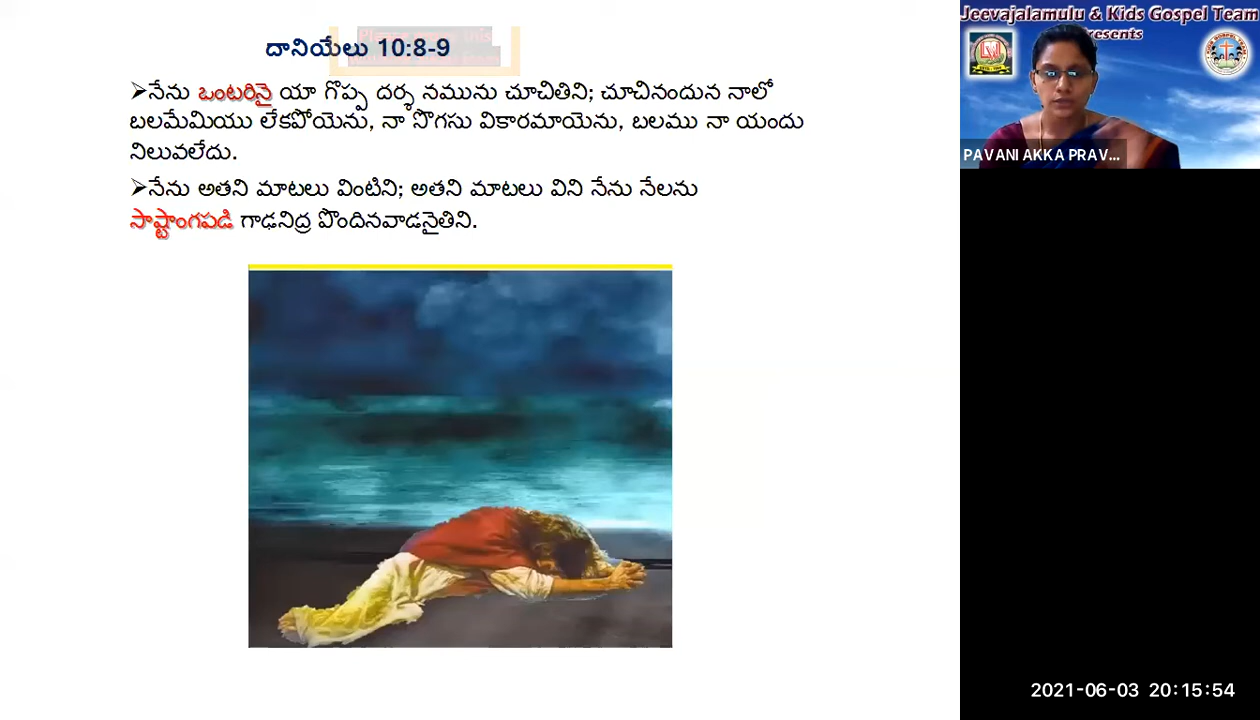 దానియేలు 10:8-9
➢నేను ఒంటరినై యా గొప్ప దర్శ నమును చూచితిని; చూచినందున నాలో
బలమేమియు లేకపోయెను, నా సొగసు వికారమాయెను, బలము నా యందు
నిలువలేదు.
➢నేను అతని మాటలు వింటిని; అతని మాటలు విని నేను నేలను
సాష్టాంగపడి గాఢనిద్ర పొందినవాడనైతిని.
Jeevajalamulu & Kids Gospel Team
Presents
PAVANI AKKA PRAV...
2021-06-03 20:15:54